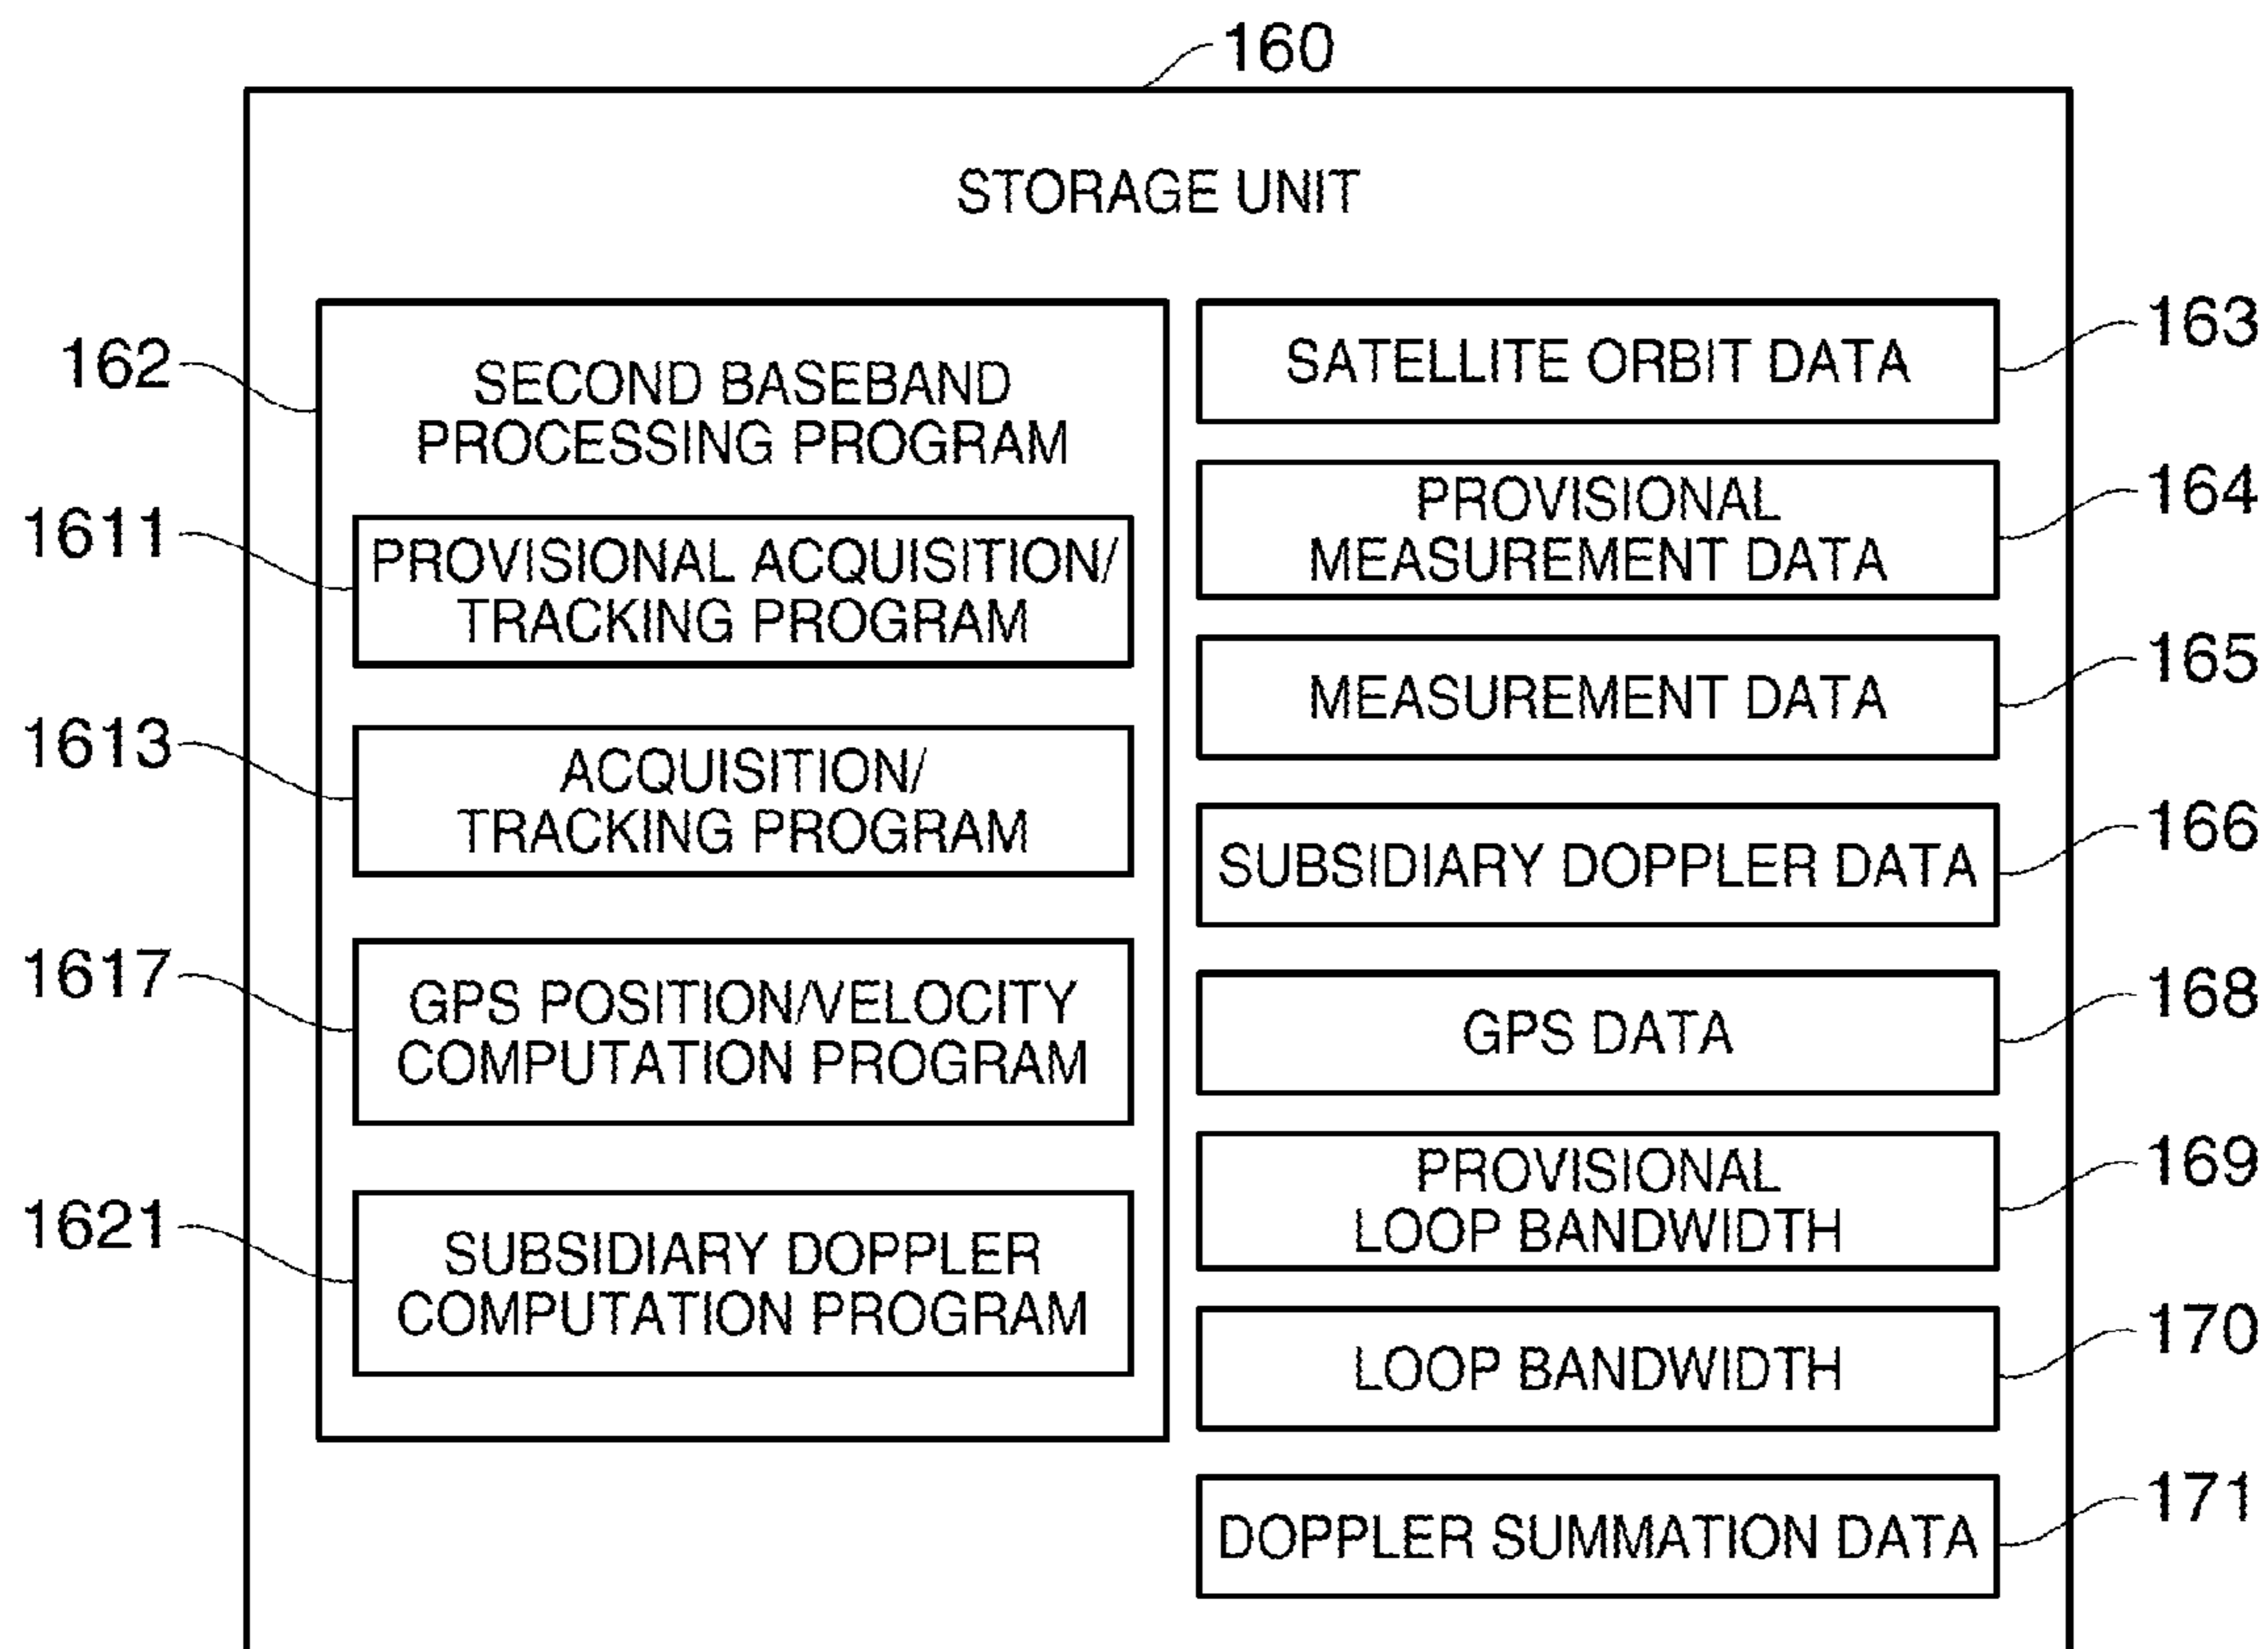 160
STORAGE UNIT
162
SECOND BASEBAND
PROCESSING PROGRAM
1611
PROVISIONAL ACQUISITION/
TRACKING PROGRAM
1613
ACQUISITION/
TRACKING PROGRAM
1617
GPS POSITION/VELOCITY
COMPUTATION PROGRAM
1621
SUBSIDIARY DOPPLER
COMPUTATION PROGRAM
SATELLITE ORBIT DATA
163
PROVISIONAL
MEASUREMENT DATA
164
MEASUREMENT DATA
165
SUBSIDIARY DOPPLER DATA
166
GPS DATA
168
PROVISIONAL
LOOP BANDWIDTH
169
LOOP BANDWIDTH
170
DOPPLER SUMMATION DATA
171